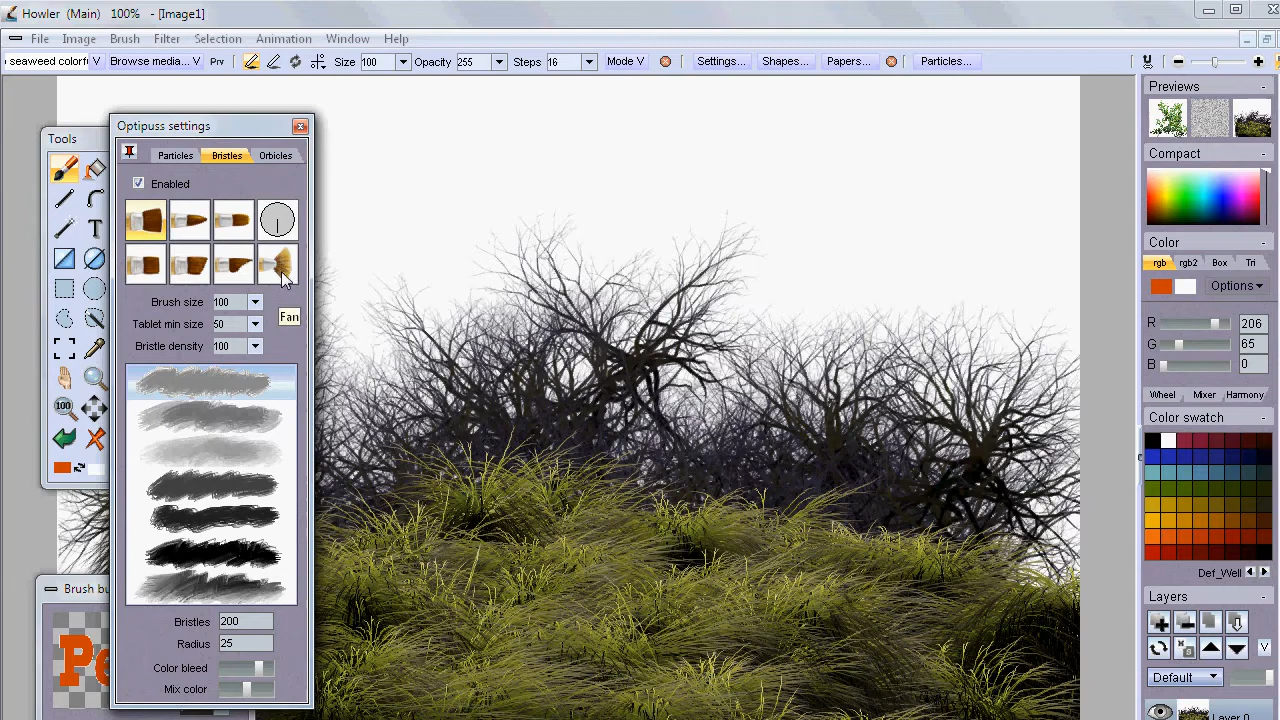 Howler (Main) 100% - [Image1]
File Image Brush Filter Selection Animation Window Help
Browse media... V Prv Size 100 Opacity 255 Steps 16 Mode V Settings... Shapes... Papers... Particles...
Tools
T
100
Optipuss settings
Particles Bristles Orbicles
Enabled
Fan
Brush size 100
Tablet min size 50
Bristle density 100
Bristles 200
Radius 25
Color bleed
Mix color
Previews
Compact
Color
rgb rgb2 Box Tri
Options
R 206
G 65
B 0
Wheel Mixer Harmony
Color swatch
Def_Well
Layers
V
Default
Layer 0